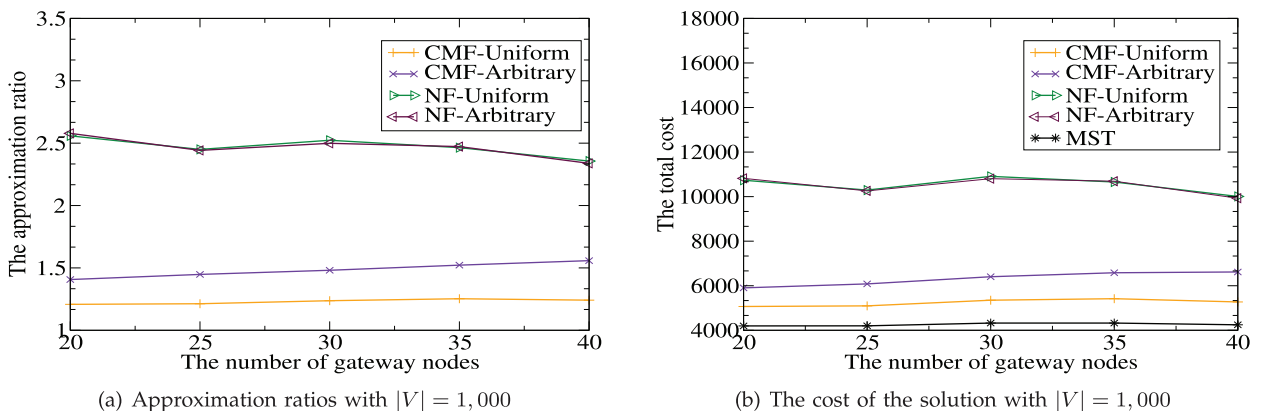 3.5
3
2.5
2
1.5
1
The approximation ratio
CMF-Uniform
CMF-Arbitrary
NF-Uniform
NF-Arbitrary
20 25 30 35 40
The number of gateway nodes
(a) Approximation ratios with |V| = 1,000
18000
16000
14000
12000
10000
8000
6000
4000
The total cost
CMF-Uniform
CMF-Arbitrary
NF-Uniform
NF-Arbitrary
MST
20 25 30 35 40
The number of gateway nodes
(b) The cost of the solution with |V| = 1,000